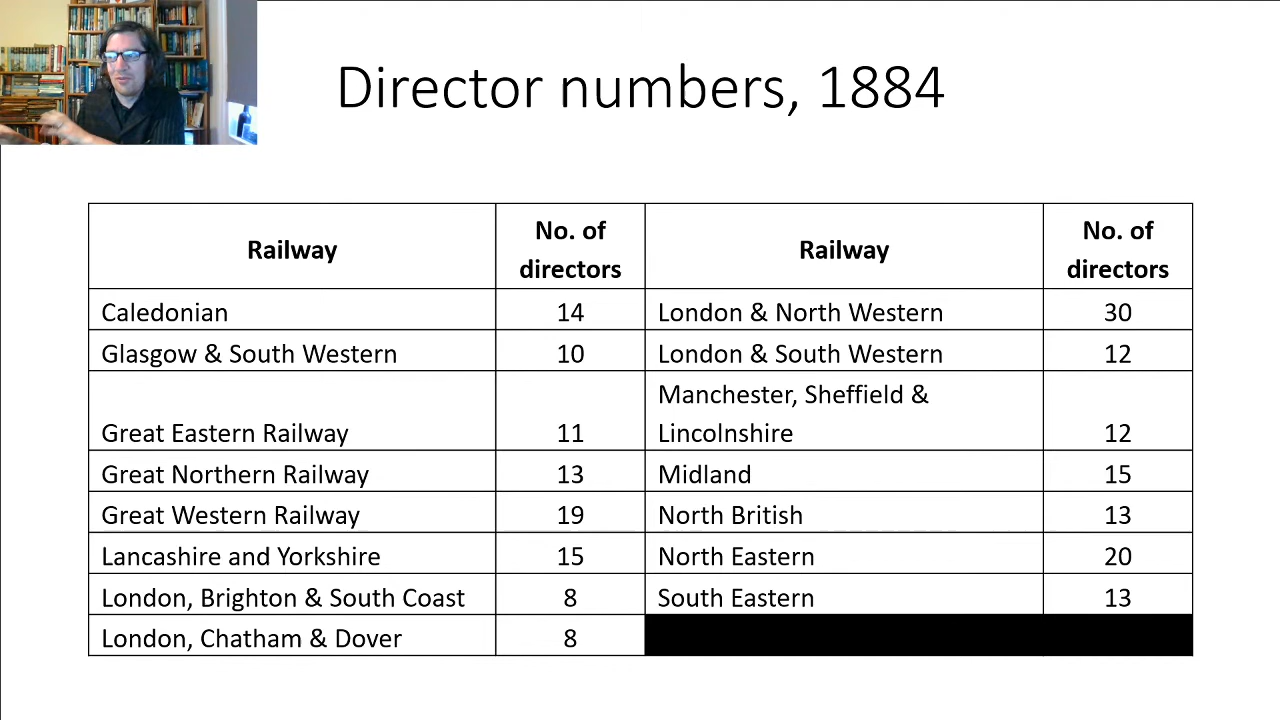 Director numbers, 1884
Railway
No. of
directors
Railway
No. of
directors
Caledonian 14 London & North Western 30
Glasgow & South Western 10 London & South Western 12
Manchester, Sheffield &
Great Eastern Railway 11 Lincolnshire 12
Great Northern Railway 13 Midland 15
Great Western Railway 19 North British 13
Lancashire and Yorkshire 15 North Eastern 20
London, Brighton & South Coast 8 South Eastern 13
London, Chatham & Dover 8